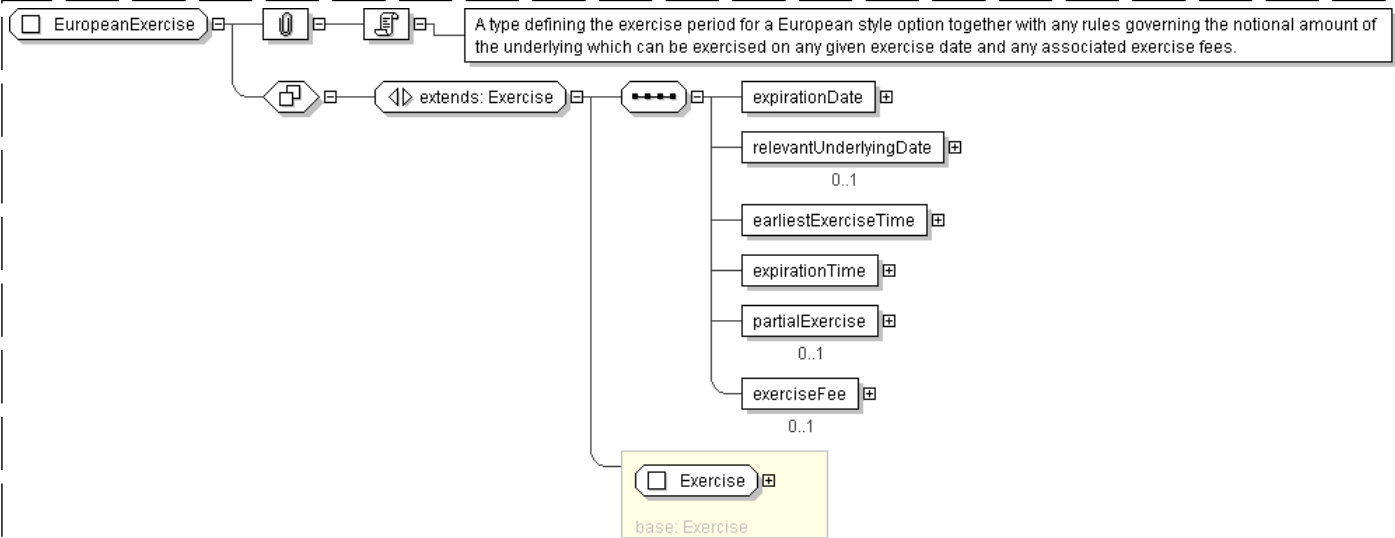 EuropeanExercise
A type defining the exercise period for a European style option together with any rules governing the notional amount of
the underlying which can be exercised on any given exercise date and any associated exercise fees.
extends: Exercise
expirationDate
relevantUnderlyingDate
0..1
earliestExerciseTime
expirationTime
partialExercise
0..1
exerciseFee
0..1
Exercise
base: Exercise